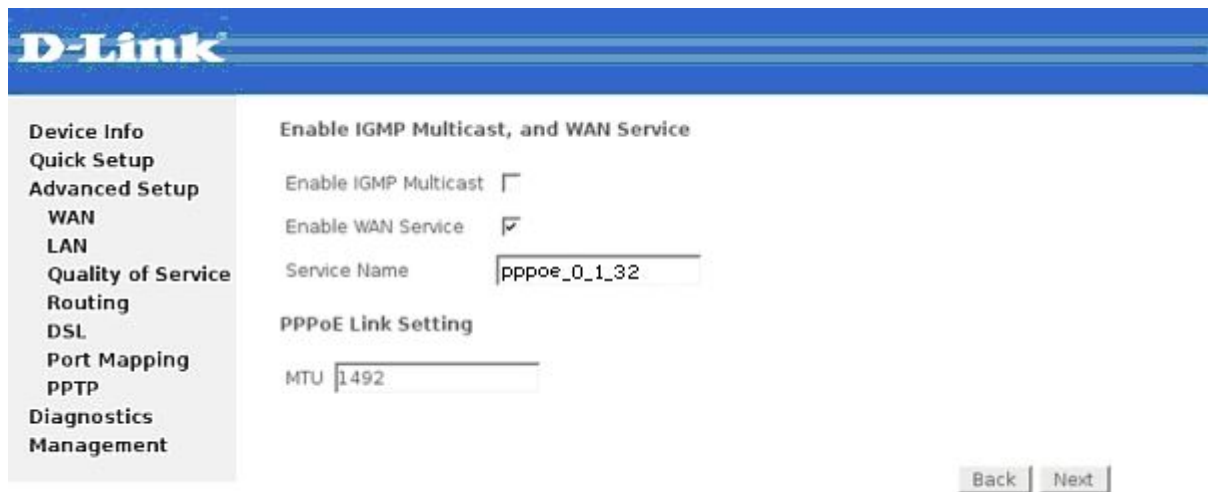 D-Link
Device Info
Quick Setup
Advanced Setup
WAN
LAN
Quality of Service
Routing
DSL
Port Mapping
PPTP
Diagnostics
Management
Enable IGMP Multicast, and WAN Service
Enable IGMP Multicast
Enable WAN Service
Service Name pppoe_0_1_32
PPPoE Link Setting
MTU 1492
Back Next